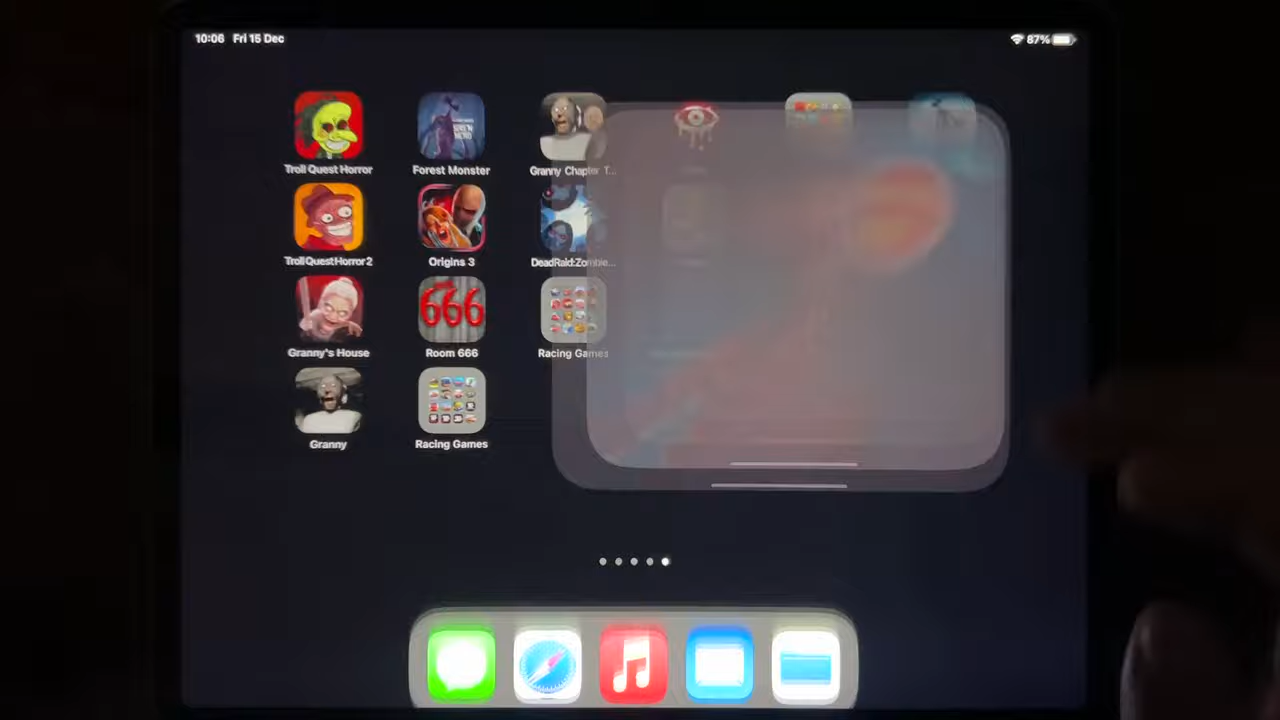 10:06 Fri 15 Dec
87%
Troll Quest Horror
Forest Monster
Granny Chapter T...
TrollQuestHorror2
Origins 3
DeadRaid:Zombie...
666
Granny's House
Room 666
Racing Games
Granny
Racing Games